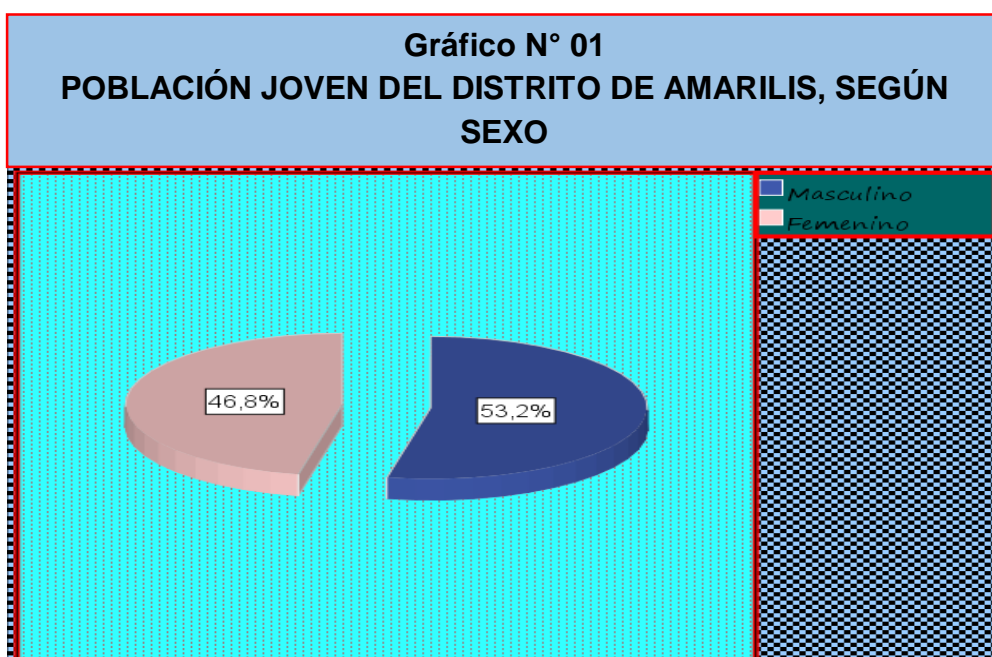 Gráfico N° 01
POBLACIÓN JOVEN DEL DISTRITO DE AMARILIS, SEGÚN
SEXO
Masculino
Femenino
46,8%
53,2%